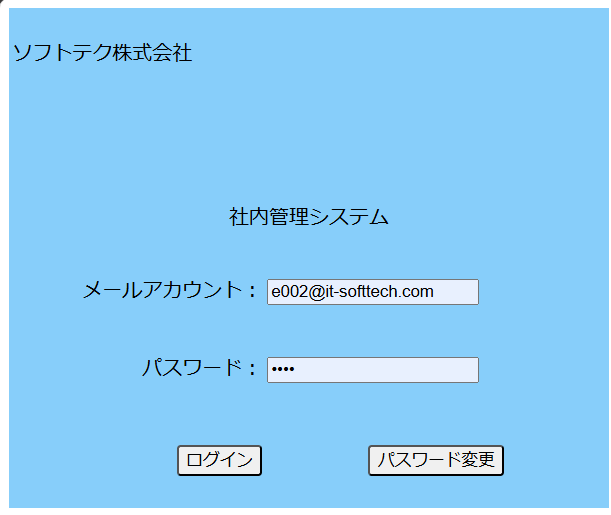 ソフトテク株式会社
社内管理システム
メールアカウント： e002@it-softtech.com
パスワード： ••••
ログイン パスワード変更